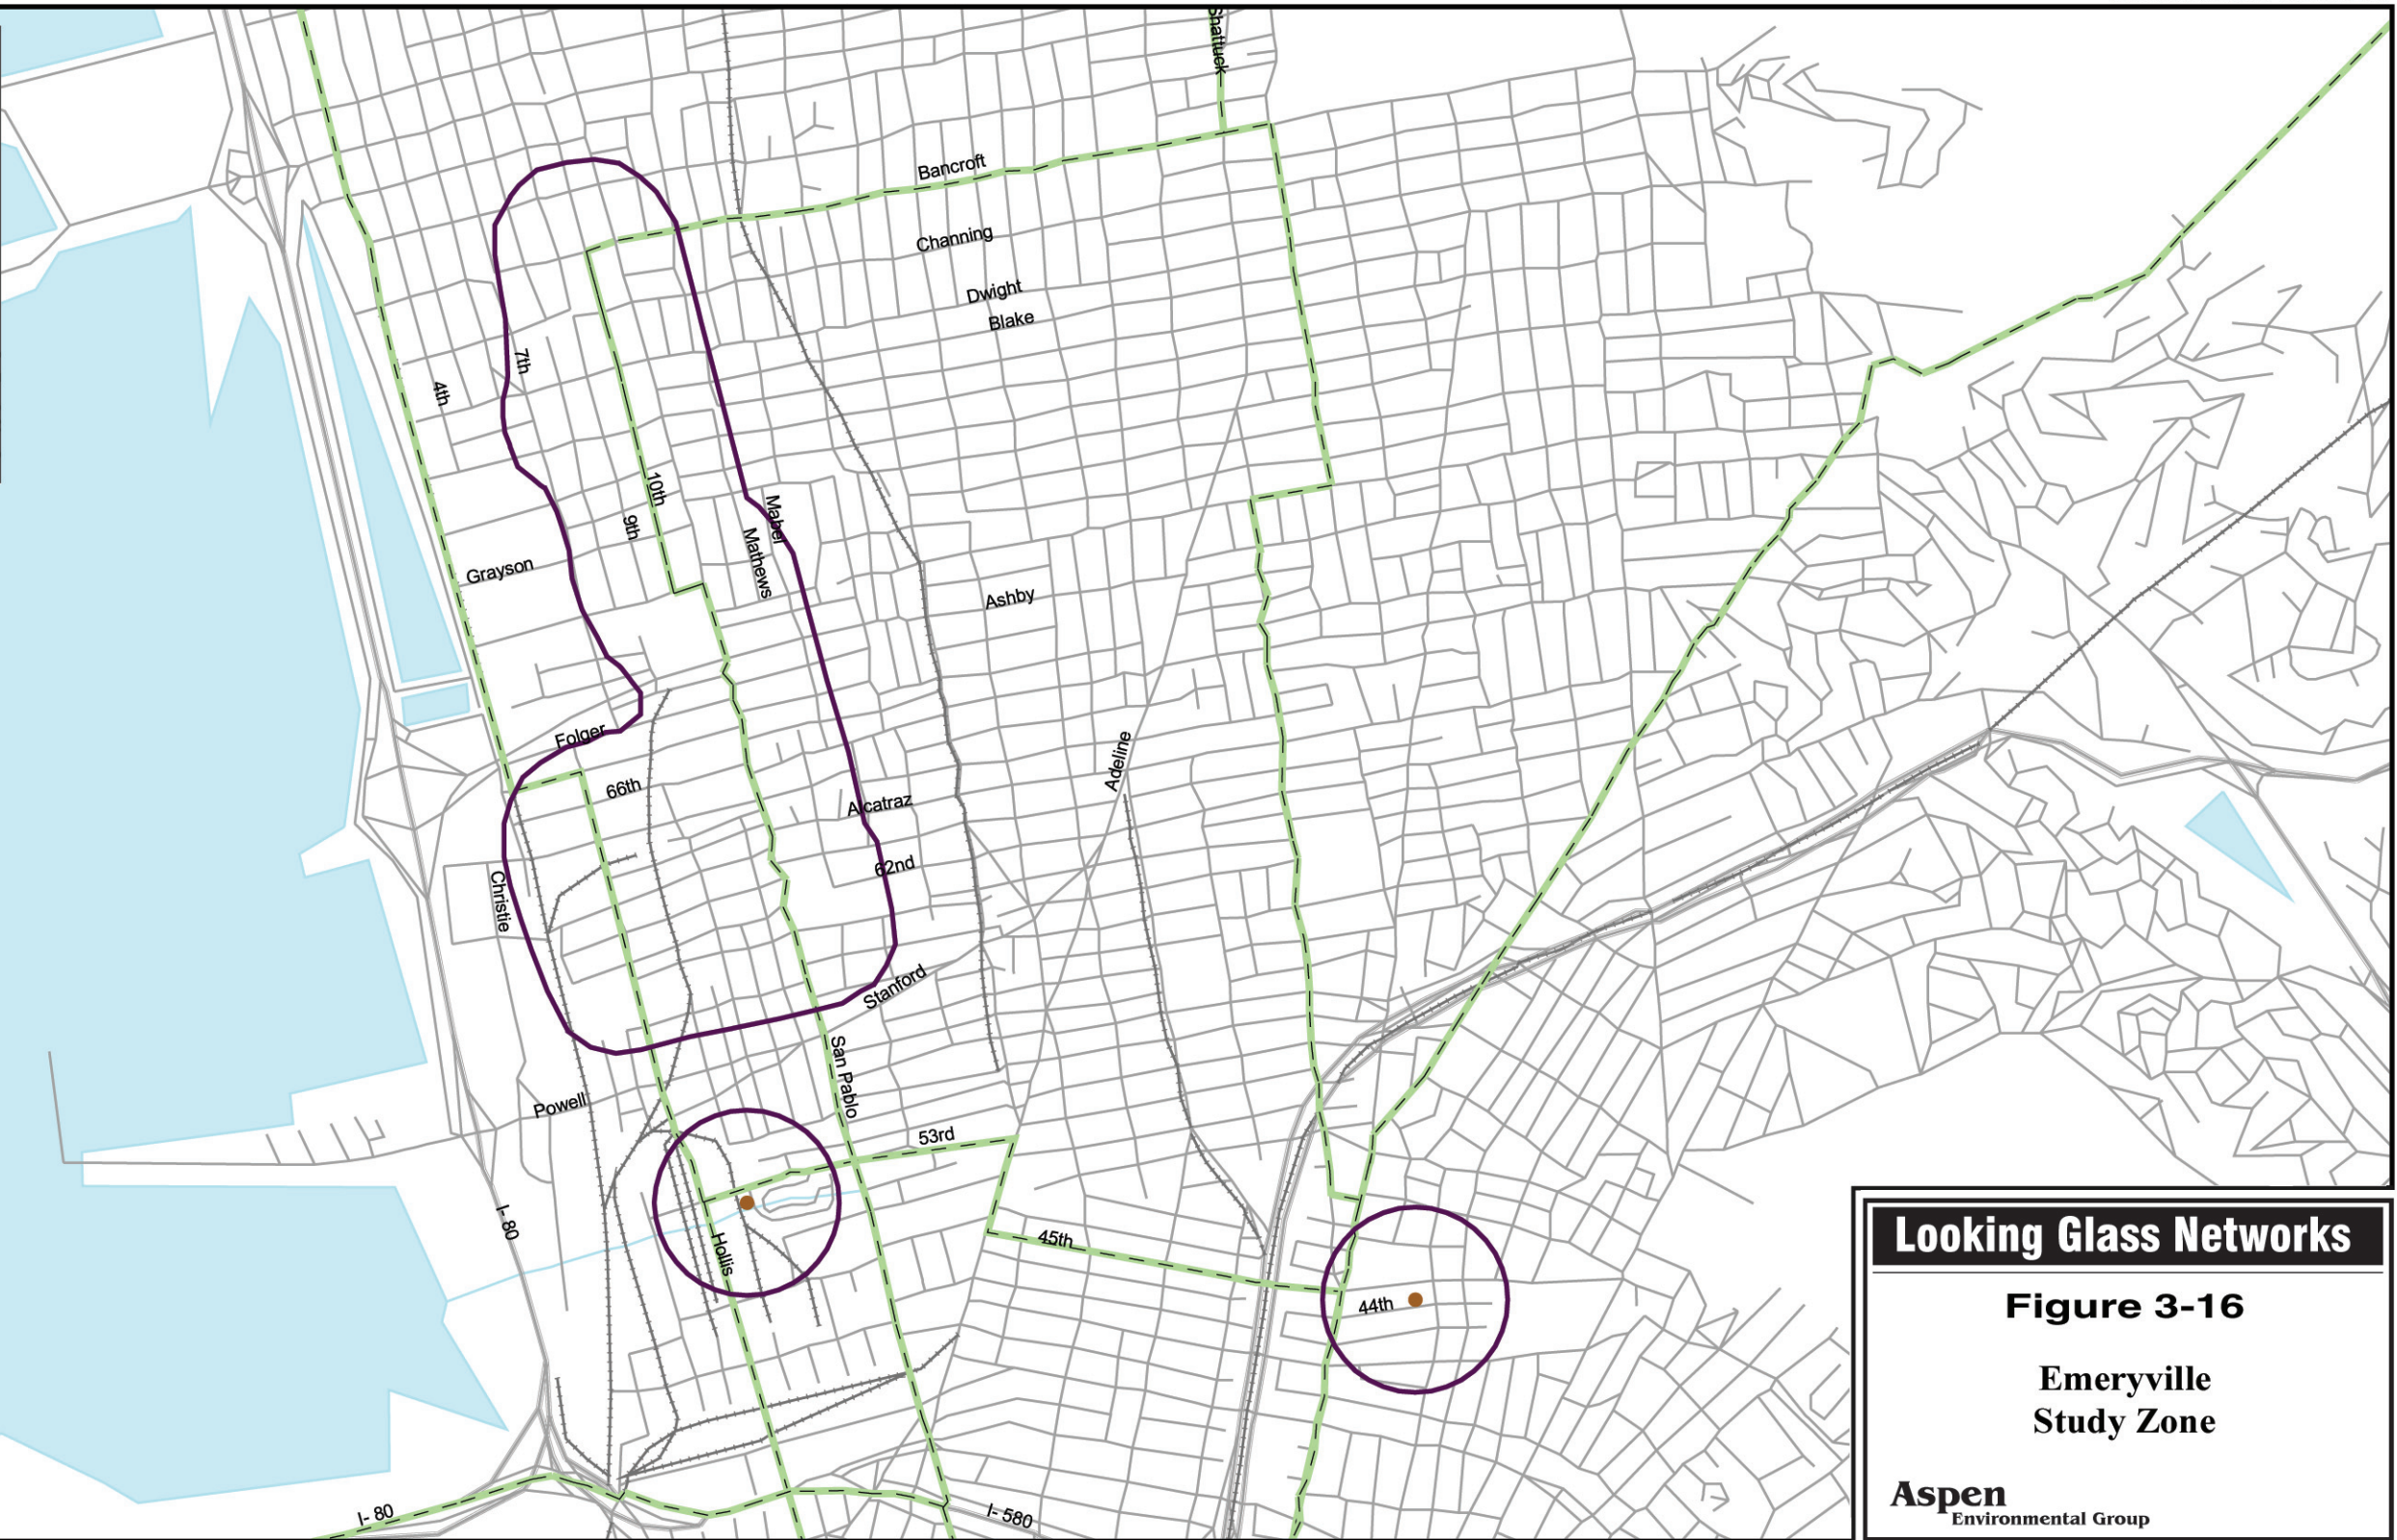 Shattuck
Bancroft
Channing
Dwight
Blake
7th
4th
10th
9th
Mabel
Mathews
Grayson
Ashby
Folger
66th
Adeline
Alcatraz
62nd
Christie
Stanford
San Pablo
Powell
53rd
I- 80
Hollis
45th
44th
I- 80
I- 580
Looking Glass Networks
Figure 3-16
Emeryville
Study Zone
Aspen
Environmental Group